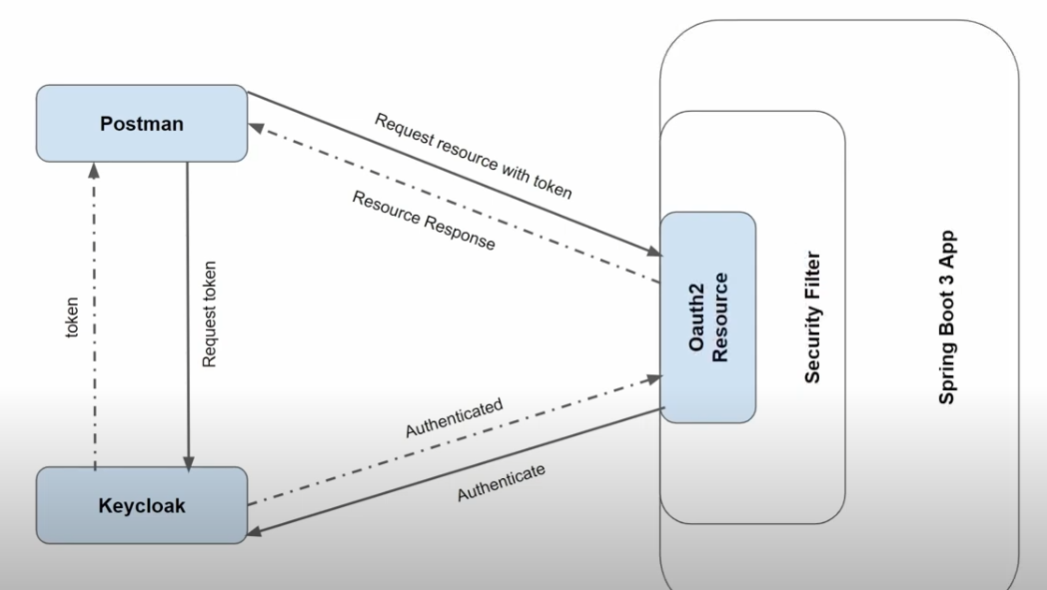 Postman
Request resource with token
Resource Response
token
Request token
Oauth2
Resource
Security Filter
Spring Boot 3 App
Authenticated
Authenticate
Keycloak